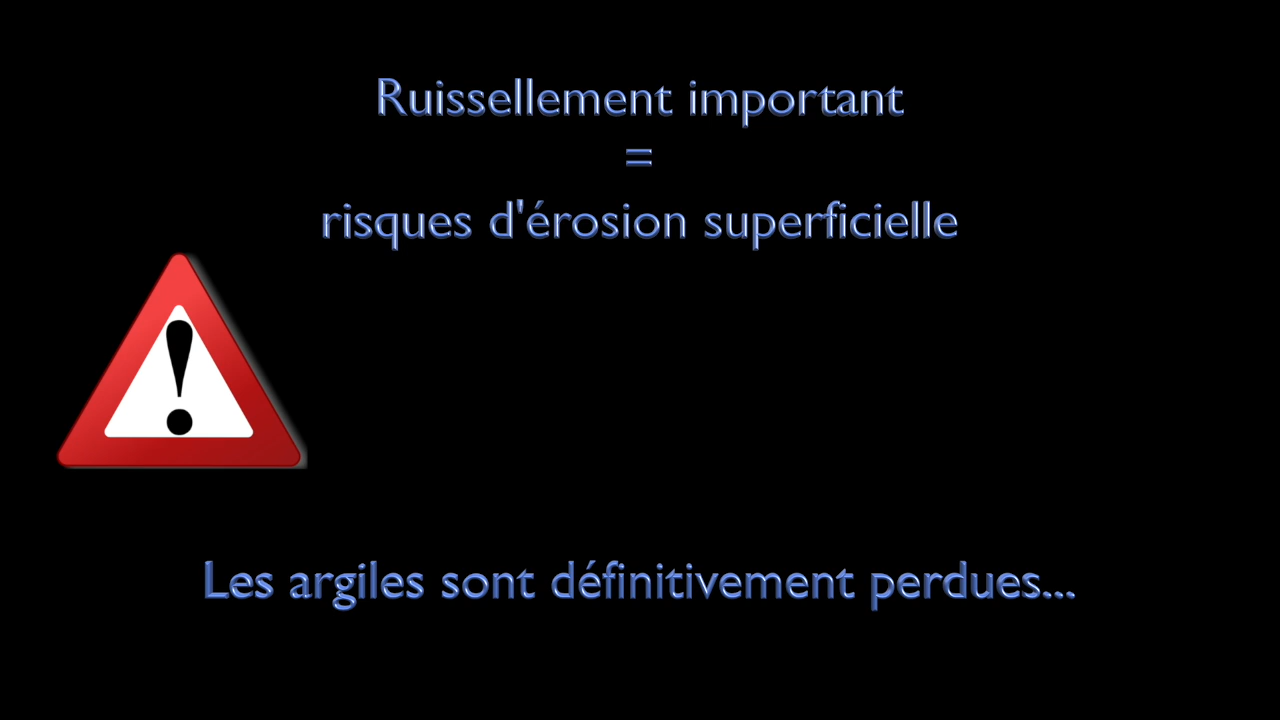 Ruissellement important
=
risques d'érosion superficielle
!
Les argiles sont définitivement perdues...